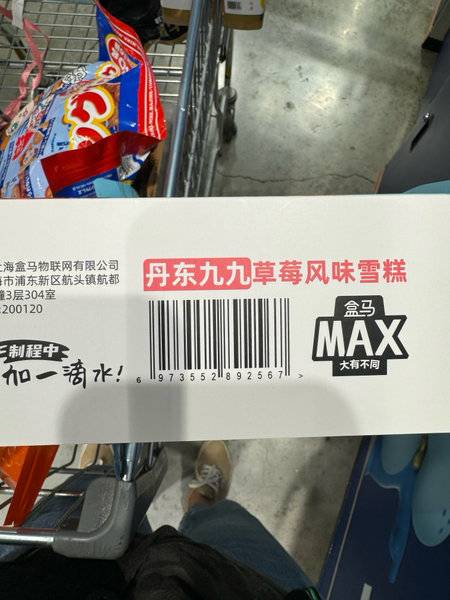 上海盒马物联网有限公司
海市浦东新区航头镇航都
幢3层304室
:200120
制程中
加一滴水!
丹东九九草莓风味雪糕
6 973552 892567 >
盒马
MAX
大有不同